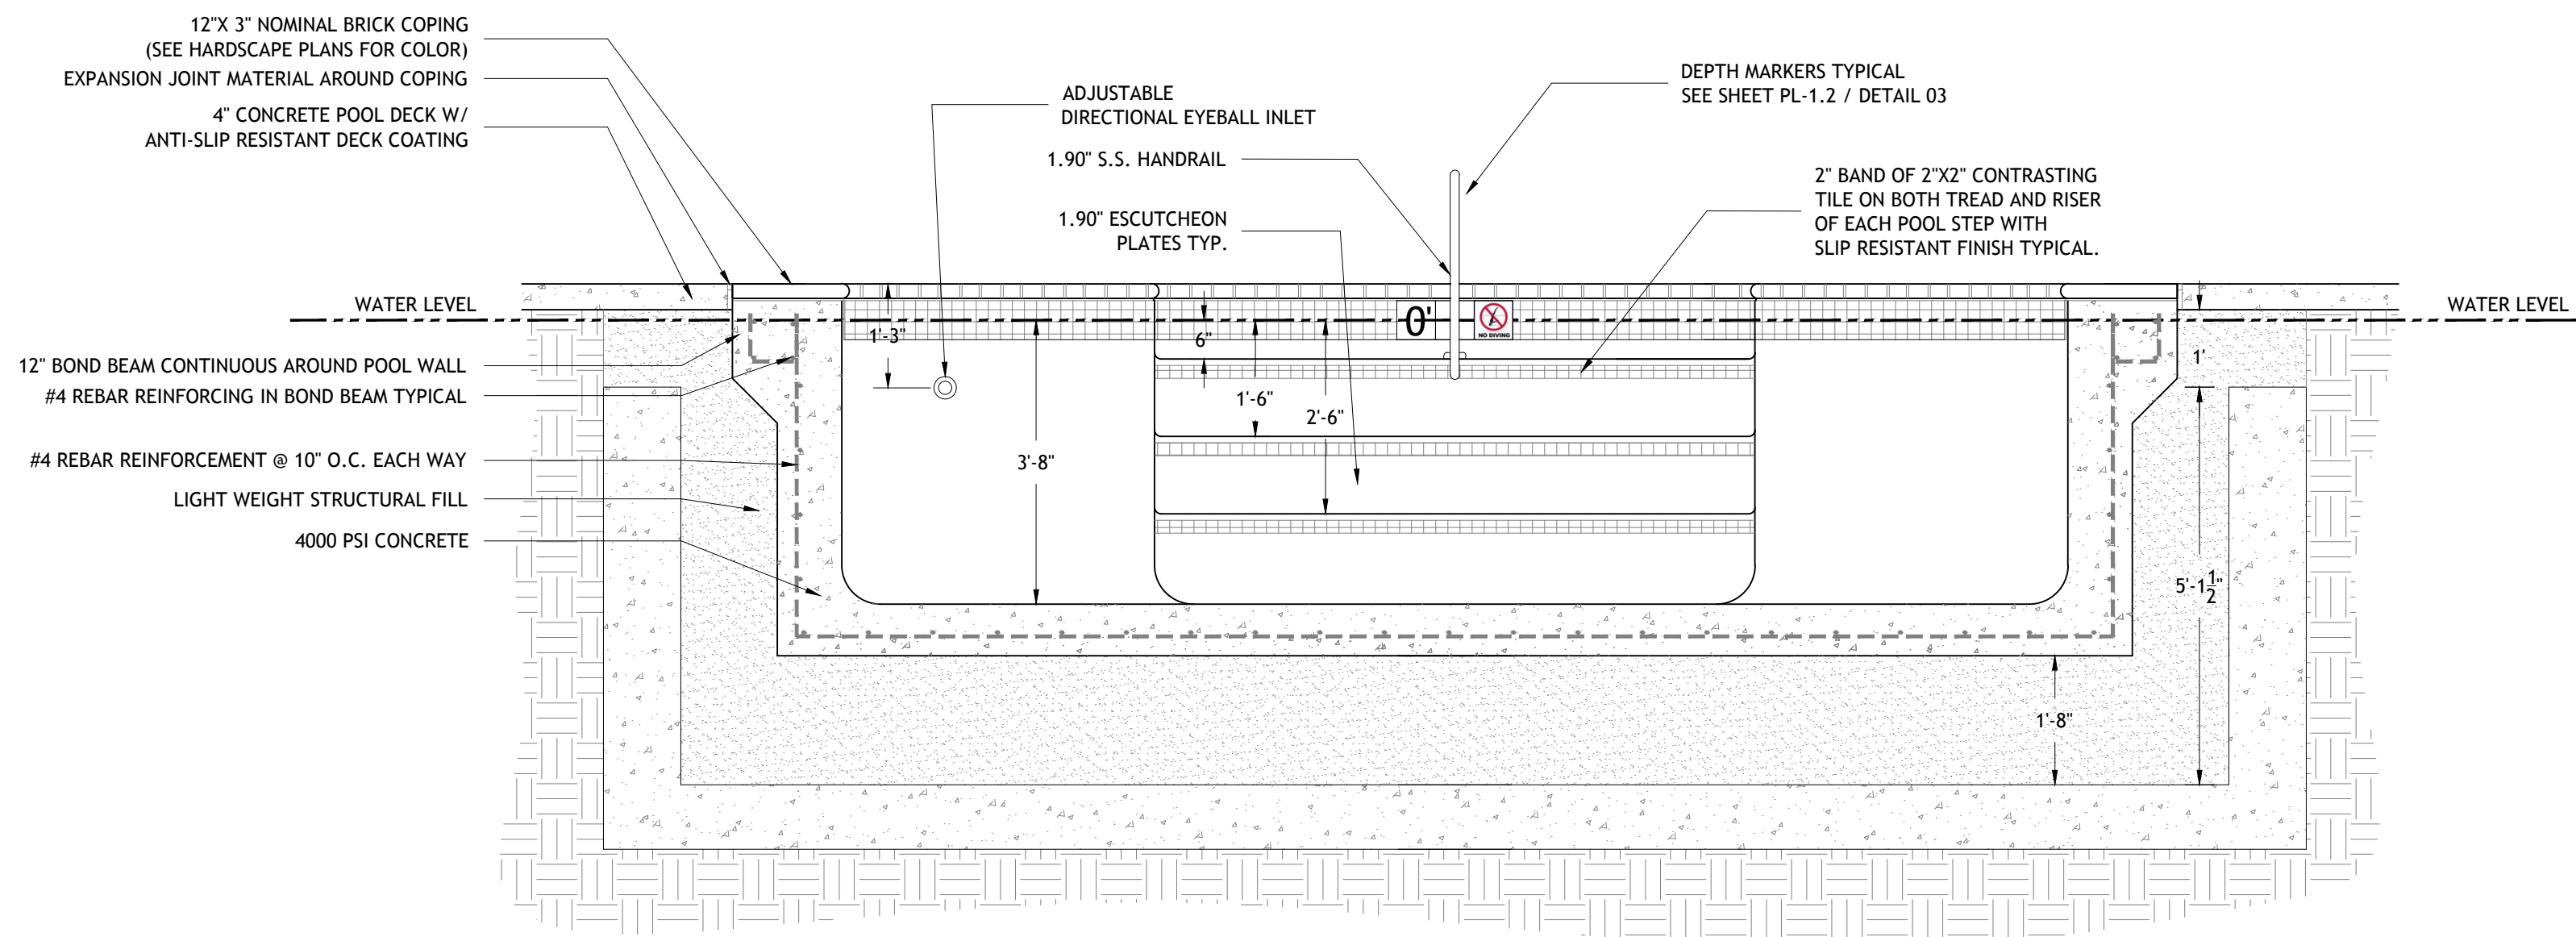 12"X 3" NOMINAL BRICK COPING
(SEE HARDSCAPE PLANS FOR COLOR)
EXPANSION JOINT MATERIAL AROUND COPING
4" CONCRETE POOL DECK W/
ANTI-SLIP RESISTANT DECK COATING
ADJUSTABLE
DIRECTIONAL EYEBALL INLET
1.90" S.S. HANDRAIL
1.90" ESCUTCHEON
PLATES TYP.
DEPTH MARKERS TYPICAL
SEE SHEET PL-1.2 / DETAIL 03
2" BAND OF 2"X2" CONTRASTING
TILE ON BOTH TREAD AND RISER
OF EACH POOL STEP WITH
SLIP RESISTANT FINISH TYPICAL.
WATER LEVEL
WATER LEVEL
12" BOND BEAM CONTINUOUS AROUND POOL WALL
#4 REBAR REINFORCING IN BOND BEAM TYPICAL
#4 REBAR REINFORCEMENT @ 10" O.C. EACH WAY
LIGHT WEIGHT STRUCTURAL FILL
4000 PSI CONCRETE
1'-3"
6"
0'
NO DIVING
1'
1'-6"
2'-6"
3'-8"
5'-1 1/2"
1'-8"